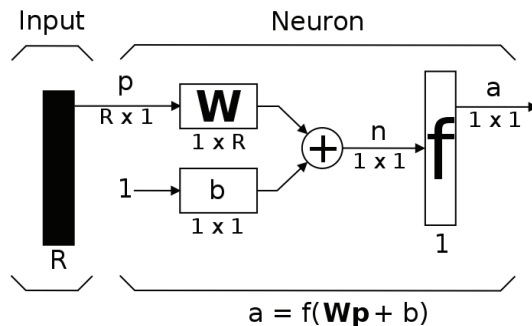 Input Neuron
p
R x 1
W
1 x R
1
b
1 x 1
+
n
1 x 1
f
1
a
1 x 1
R
a = f(Wp + b)